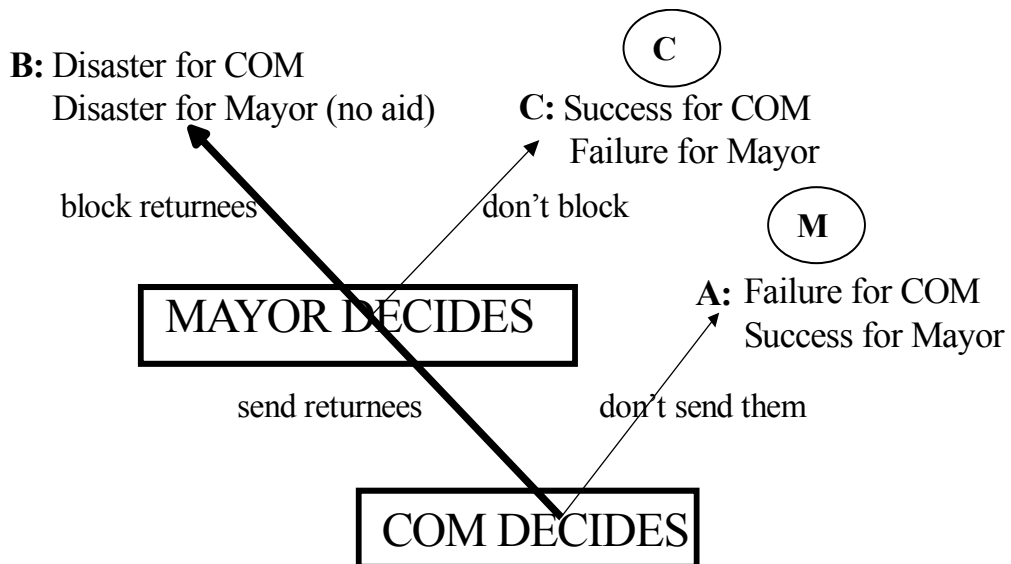 C
B: Disaster for COM
Disaster for Mayor (no aid)
C: Success for COM
Failure for Mayor
block returnees
don’t block
M
A: Failure for COM
Success for Mayor
MAYOR DECIDES
send returnees
don’t send them
COM DECIDES